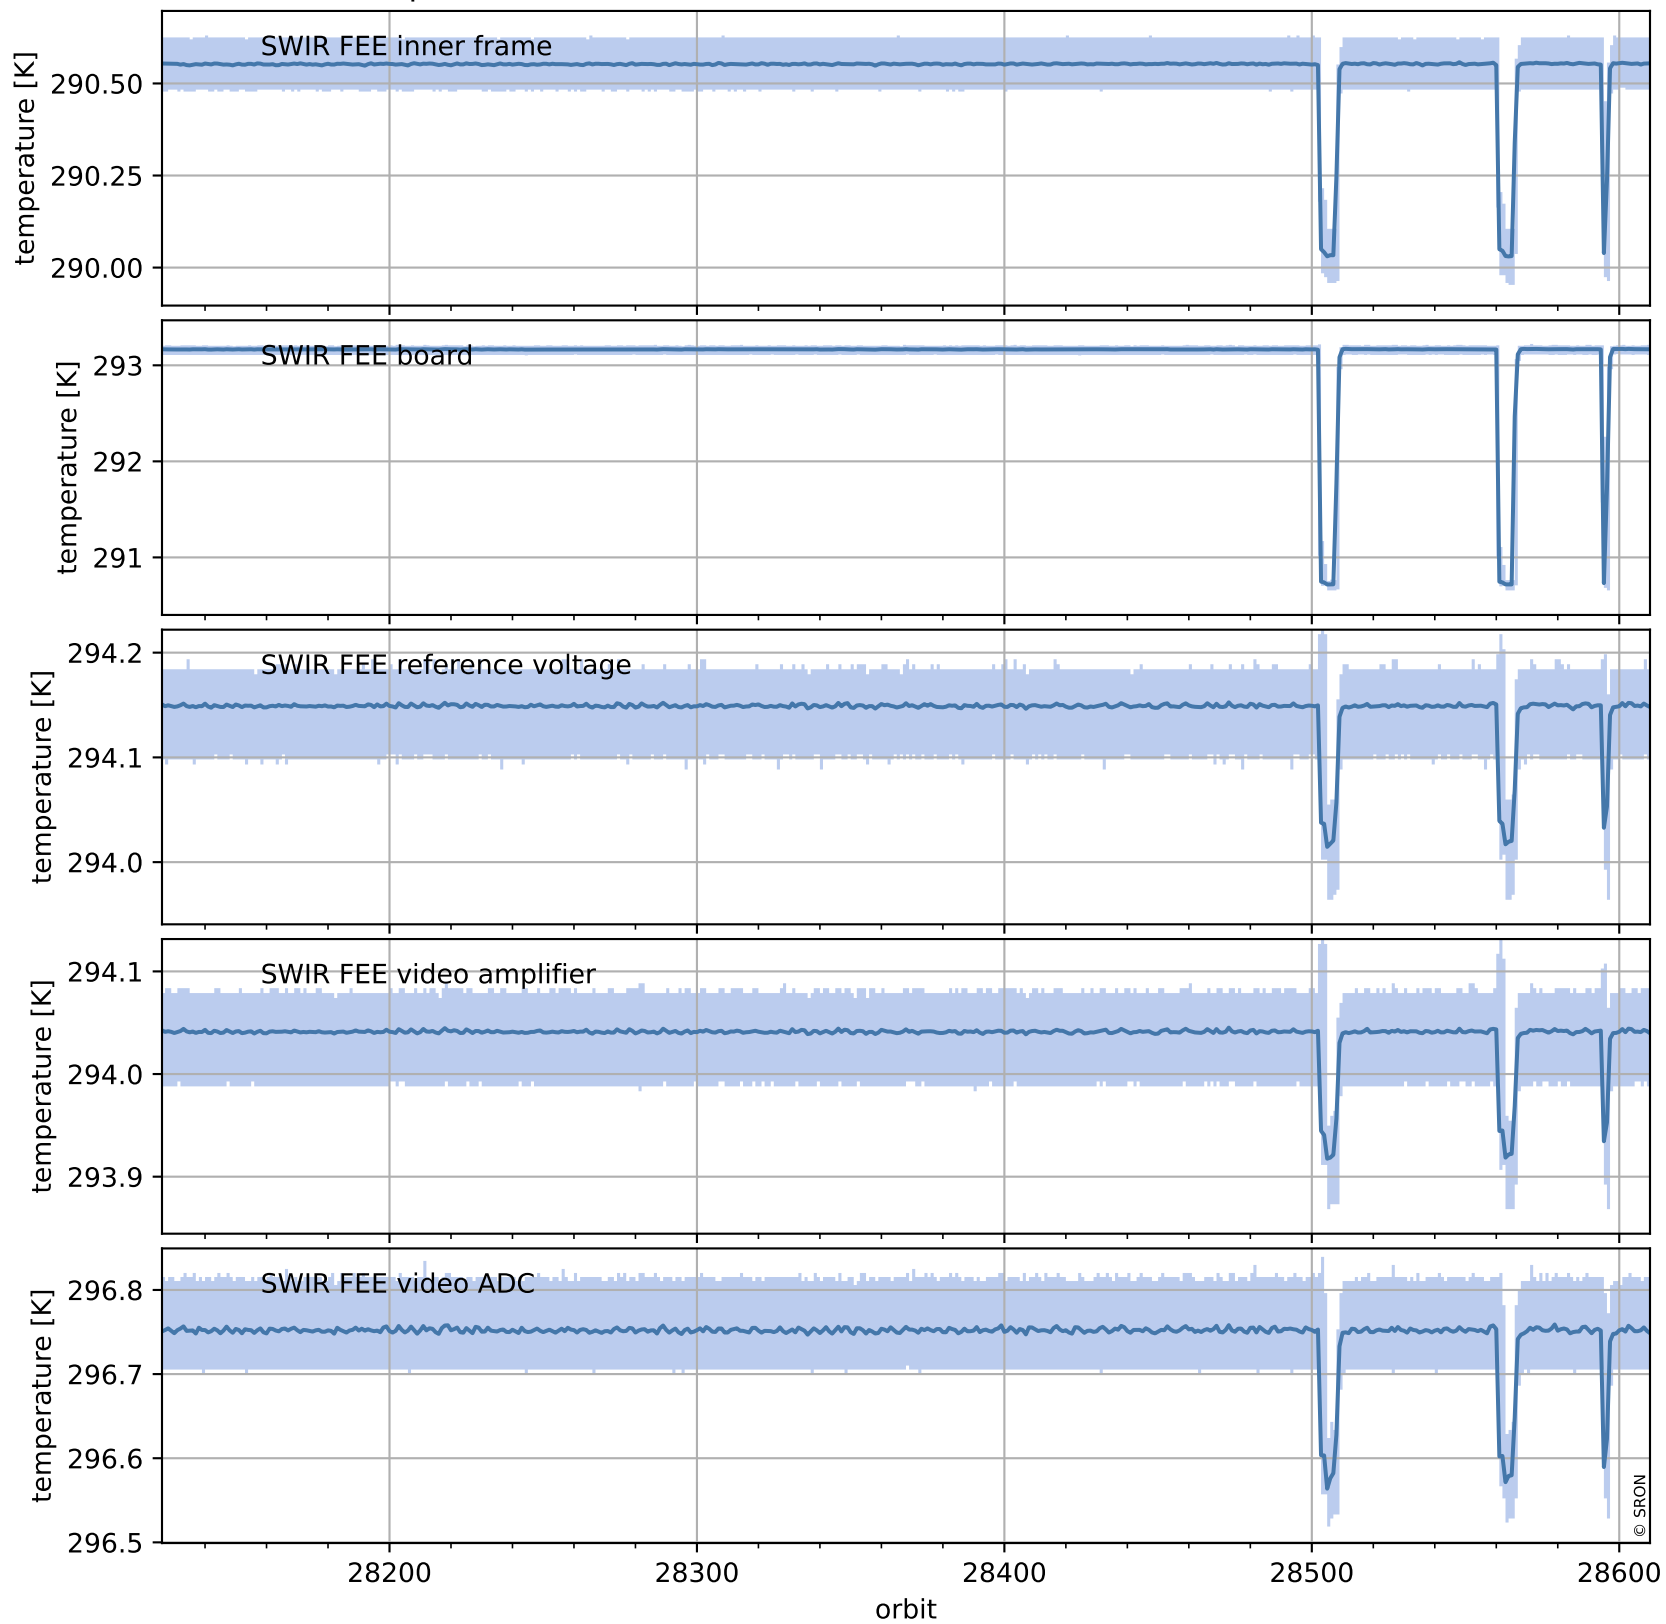 SWIR FEE inner frame
temperature [K]
290.50
290.25
290.00
SWIR FEE board
temperature [K]
293
292
291
SWIR FEE reference voltage
temperature [K]
294.2
294.1
294.0
SWIR FEE video amplifier
temperature [K]
294.1
294.0
293.9
SWIR FEE video ADC
temperature [K]
296.8
296.7
296.6
296.5
© SRON
28200 28300 28400 28500 28600
orbit